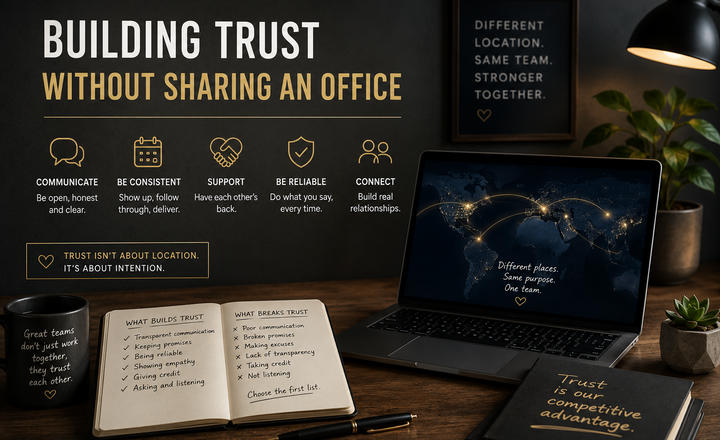 BUILDING TRUST
WITHOUT SHARING AN OFFICE
COMMUNICATE
Be open, honest
and clear.
BE CONSISTENT
Show up, follow
through, deliver.
SUPPORT
Have each other's
back.
BE RELIABLE
Do what you say,
every time.
CONNECT
Build real
relationships.
TRUST ISN'T ABOUT LOCATION.
IT'S ABOUT INTENTION.
DIFFERENT
LOCATION.
SAME TEAM.
STRONGER
TOGETHER.
Different places.
Same purpose.
One team.
Great teams
don't just work
together,
they trust
each other.
WHAT BUILDS TRUST
Transparent communication
Keeping promises
Being reliable
Showing empathy
Giving credit
Asking and listening
WHAT BREAKS TRUST
Poor communication
Broken promises
Making excuses
Lack of transparency
Taking credit
Not listening
Choose the first list.
Trust
is our
competitive
advantage.